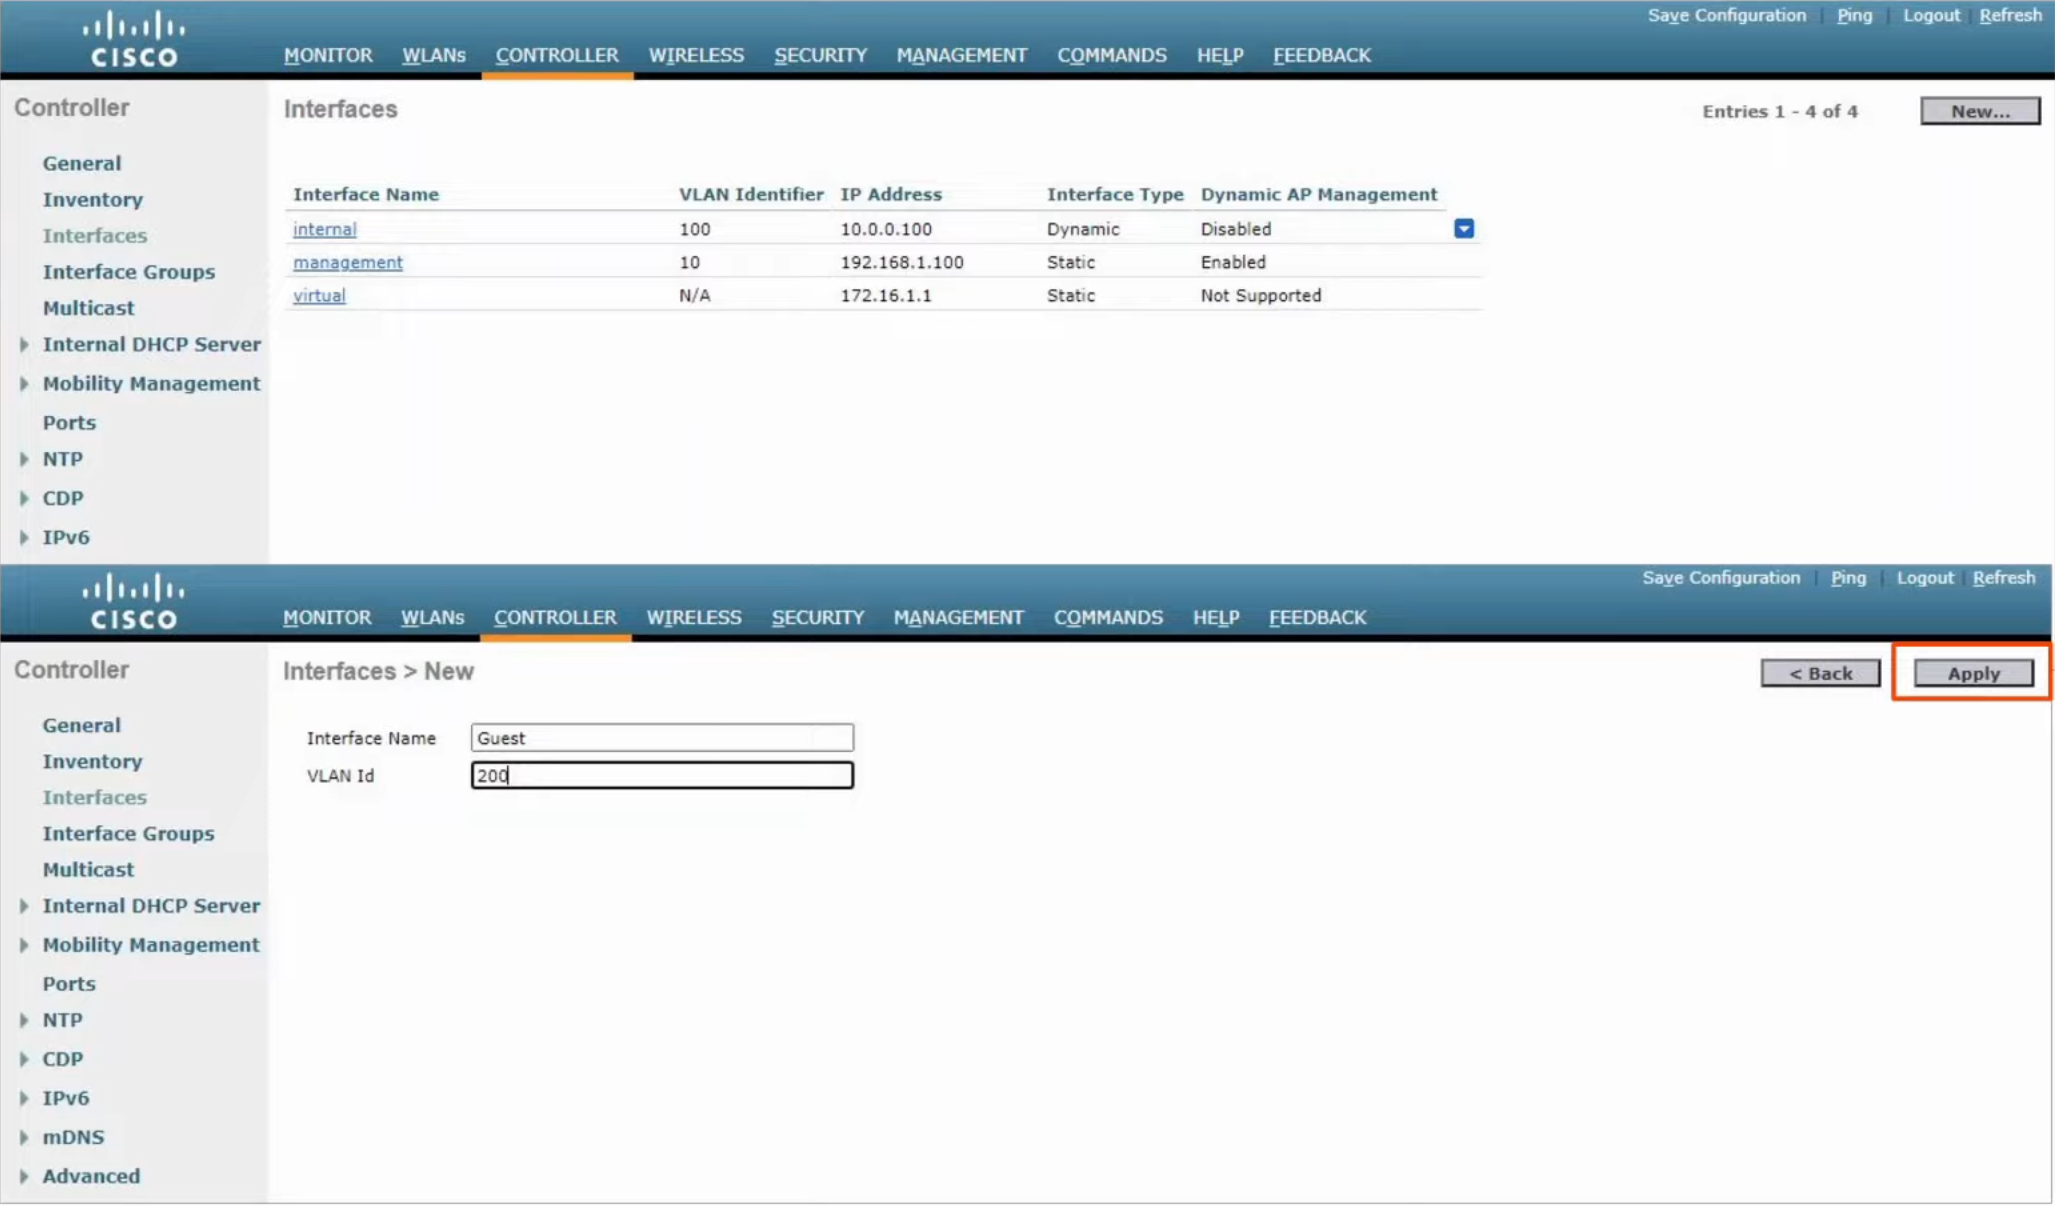 Save Configuration Ping Logout Refresh
CISCO
MONITOR WLANs CONTROLLER WIRELESS SECURITY MANAGEMENT COMMANDS HELP FEEDBACK
Controller
General
Inventory
Interfaces
Interface Groups
Multicast
Internal DHCP Server
Mobility Management
Ports
NTP
CDP
IPv6
Interfaces
Entries 1 - 4 of 4
New...
Interface Name VLAN Identifier IP Address Interface Type Dynamic AP Management
internal 100 10.0.0.100 Dynamic Disabled
management 10 192.168.1.100 Static Enabled
virtual N/A 172.16.1.1 Static Not Supported
Save Configuration Ping Logout Refresh
CISCO
MONITOR WLANs CONTROLLER WIRELESS SECURITY MANAGEMENT COMMANDS HELP FEEDBACK
Controller
General
Inventory
Interfaces
Interface Groups
Multicast
Internal DHCP Server
Mobility Management
Ports
NTP
CDP
IPv6
mDNS
Advanced
Interfaces > New
< Back
Apply
Interface Name Guest
VLAN Id 200